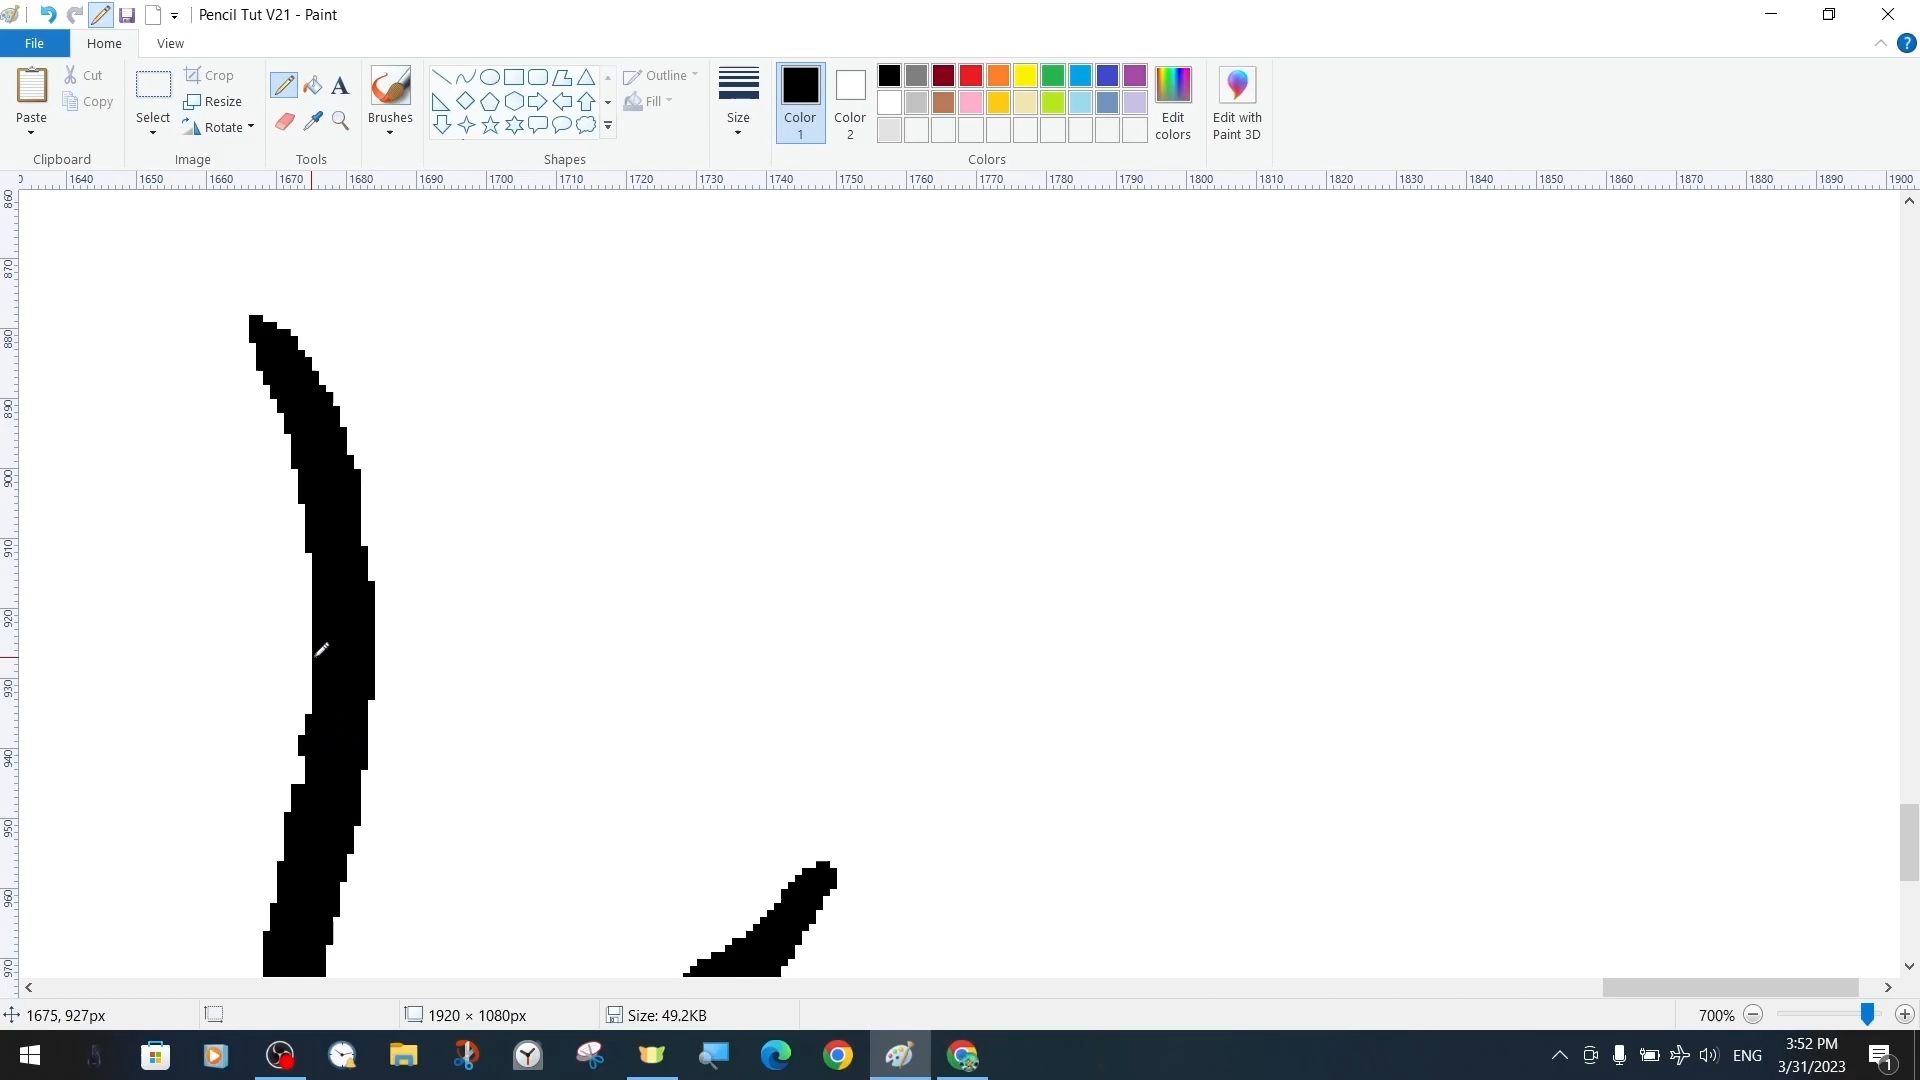 Pencil Tut V21 - Paint
File Home View
Paste
Cut
Copy
Clipboard
Select
Crop
Resize
Rotate
Image
Tools
Brushes
Outline
Fill
Shapes
Size
Color 1
Color 2
Colors
Edit colors
Edit with Paint 3D
0 1640 1650 1660 1670 1680 1690 1700 1710 1720 1730 1740 1750 1760 1770 1780 1790 1800 1810 1820 1830 1840 1850 1860 1870 1880 1890 1900
860
870
880
890
900
910
920
930
940
950
960
970
1675, 927px
1920 × 1080px
Size: 49.2KB
700%
ENG
3:52 PM
3/31/2023
1